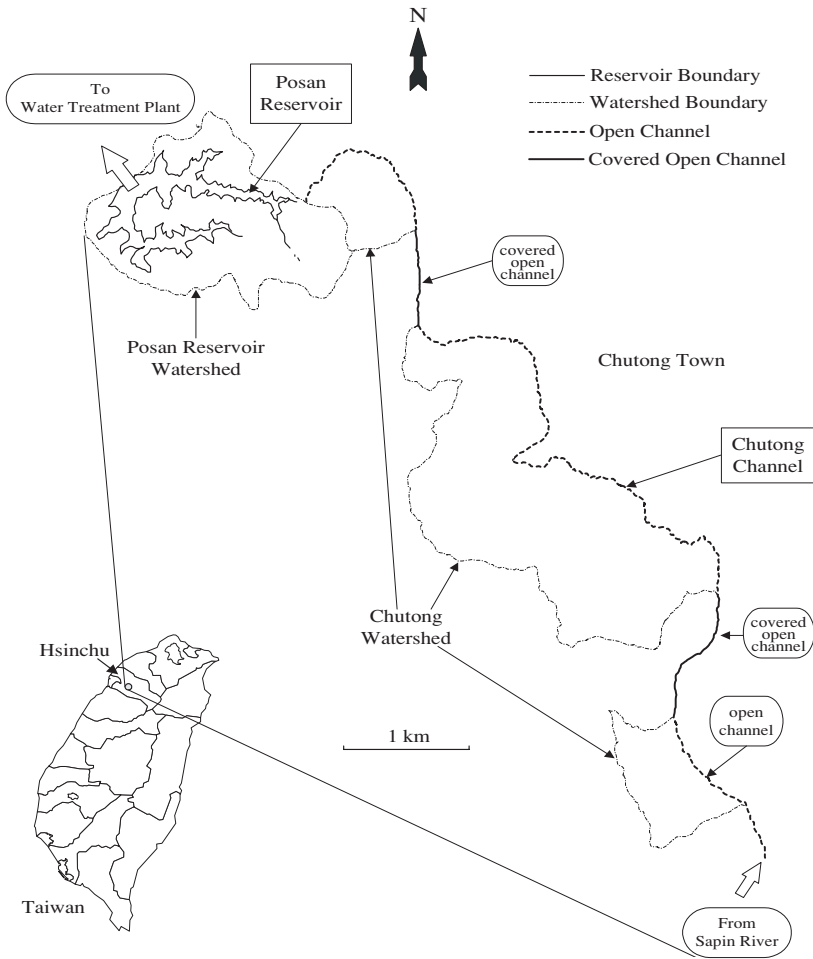 N
To
Water Treatment Plant
Posan
Reservoir
Reservoir Boundary
Watershed Boundary
Open Channel
Covered Open Channel
covered
open
channel
Posan Reservoir
Watershed
Chutong Town
Chutong
Channel
Chutong
Watershed
covered
open
channel
Hsinchu
open
channel
1 km
Taiwan
From
Sapin River